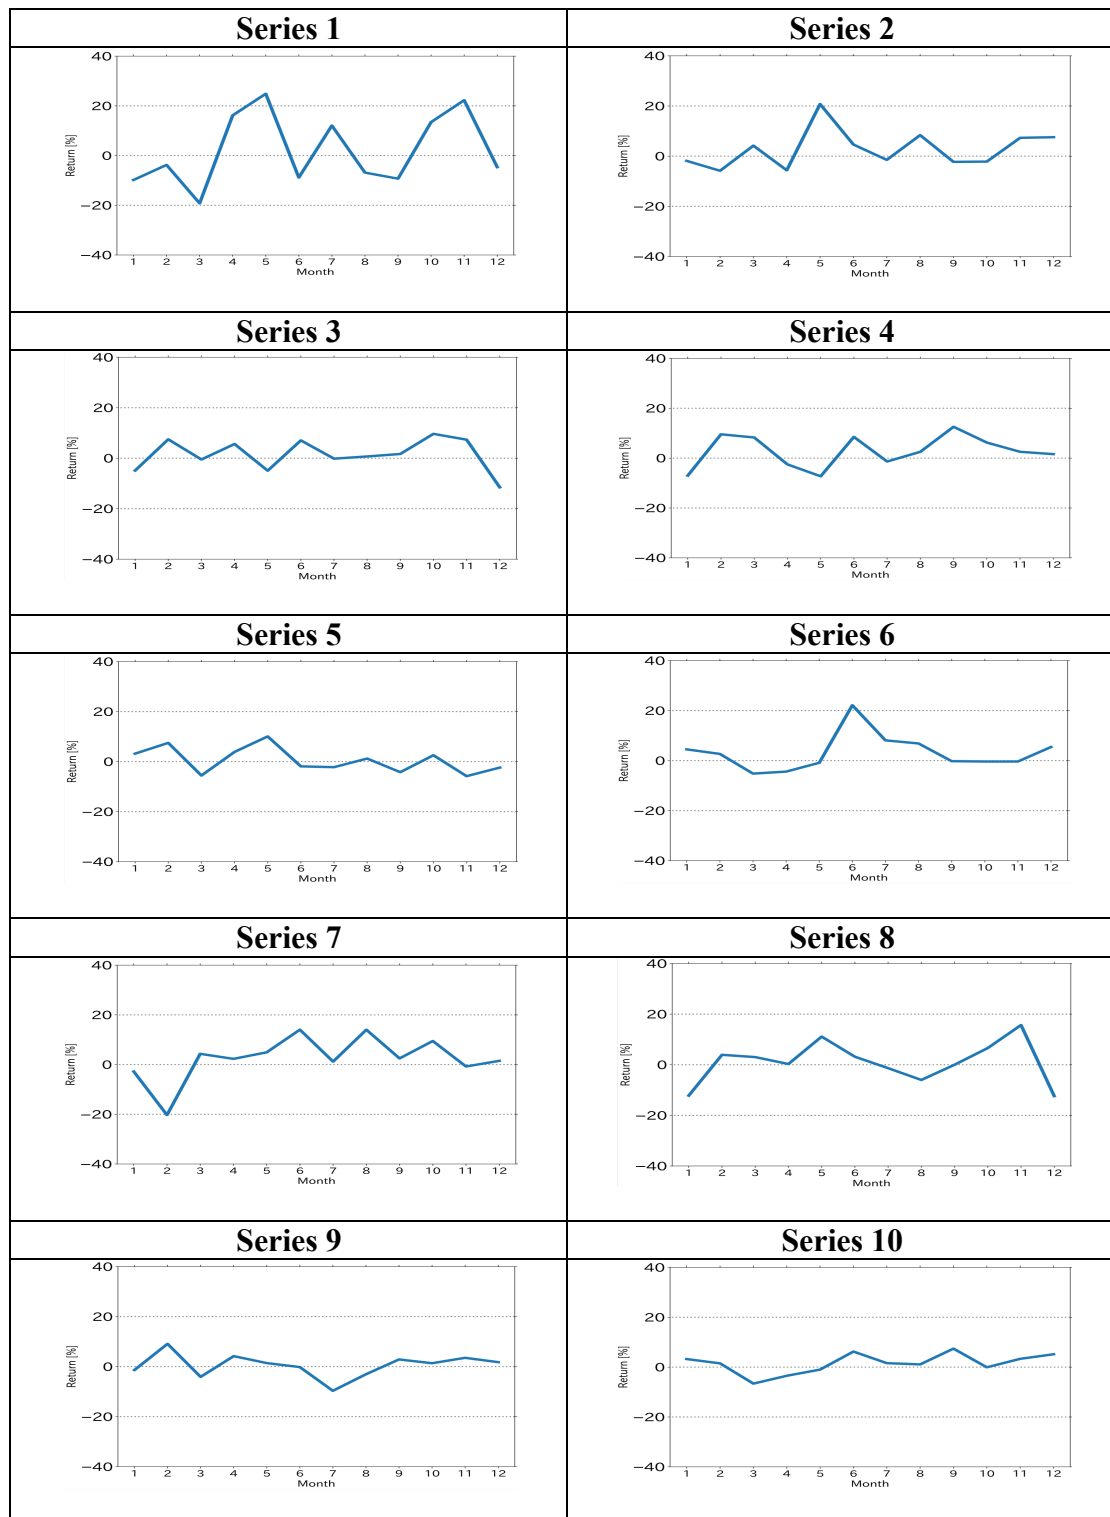 Series 1
Series 2
40
20
0
−20
−40
Return [%]
1 2 3 4 5 6 7 8 9 10 11 12
Month
40
20
0
−20
−40
Return [%]
1 2 3 4 5 6 7 8 9 10 11 12
Month
Series 3
Series 4
40
20
0
−20
−40
Return [%]
1 2 3 4 5 6 7 8 9 10 11 12
Month
40
20
0
−20
−40
Return [%]
1 2 3 4 5 6 7 8 9 10 11 12
Month
Series 5
Series 6
40
20
0
−20
−40
Return [%]
1 2 3 4 5 6 7 8 9 10 11 12
Month
40
20
0
−20
−40
Return [%]
1 2 3 4 5 6 7 8 9 10 11 12
Month
Series 7
Series 8
40
20
0
−20
−40
Return [%]
1 2 3 4 5 6 7 8 9 10 11 12
Month
40
20
0
−20
−40
Return [%]
1 2 3 4 5 6 7 8 9 10 11 12
Month
Series 9
Series 10
40
20
0
−20
−40
Return [%]
1 2 3 4 5 6 7 8 9 10 11 12
Month
40
20
0
−20
−40
Return [%]
1 2 3 4 5 6 7 8 9 10 11 12
Month